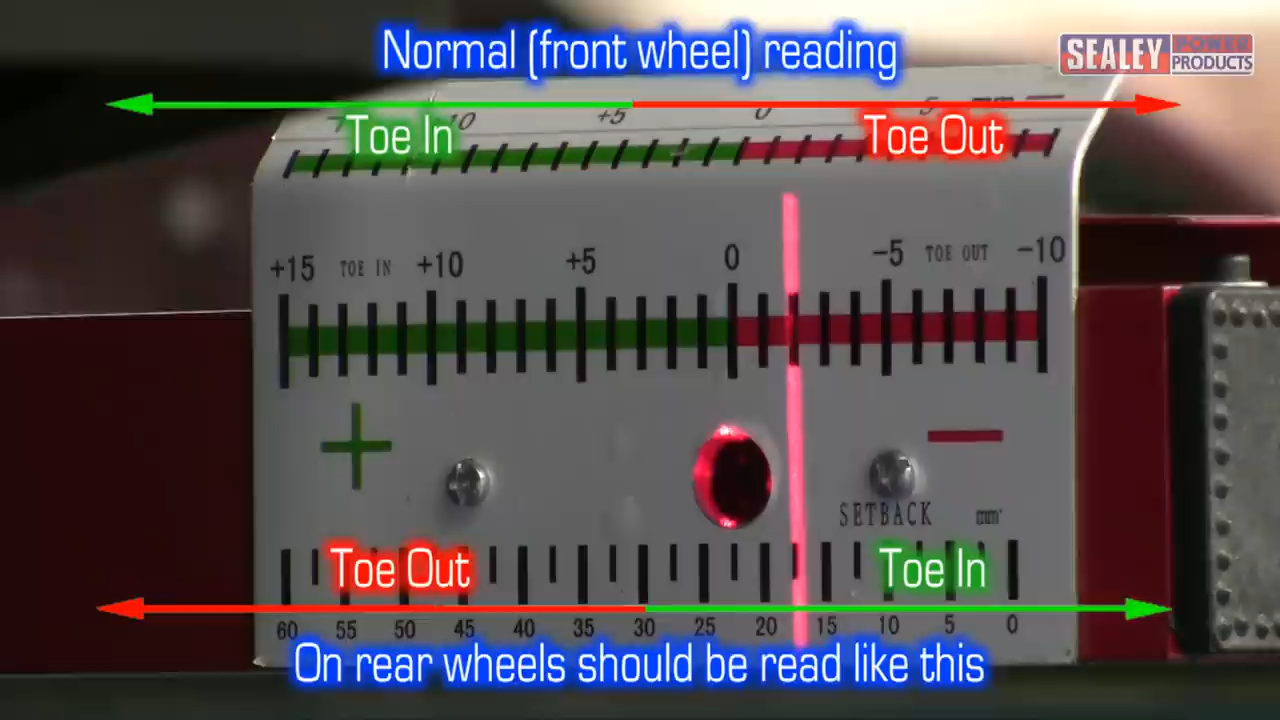 Normal (front wheel) reading
SEALEY POWER PRODUCTS
Toe In Toe Out
10 +5 0 5
+15 TOE IN +10 +5 0 -5 TOE OUT -10
SETBACK mm
Toe Out Toe In
60 55 50 45 40 35 30 25 20 15 10 5 0
On rear wheels should be read like this